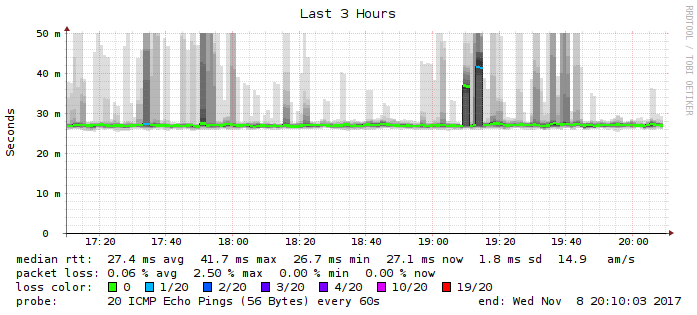 Last 3 Hours
RRDTOOL / TOBI OETIKER
Seconds
50 m
40 m
30 m
20 m
10 m
0
17:20 17:40 18:00 18:20 18:40 19:00 19:20 19:40 20:00
median rtt: 27.4 ms avg 41.7 ms max 26.7 ms min 27.1 ms now 1.8 ms sd 14.9 am/s
packet loss: 0.06 % avg 2.50 % max 0.00 % min 0.00 % now
loss color: 0 1/20 2/20 3/20 4/20 10/20 19/20
probe: 20 ICMP Echo Pings (56 Bytes) every 60s end: Wed Nov 8 20:10:03 2017